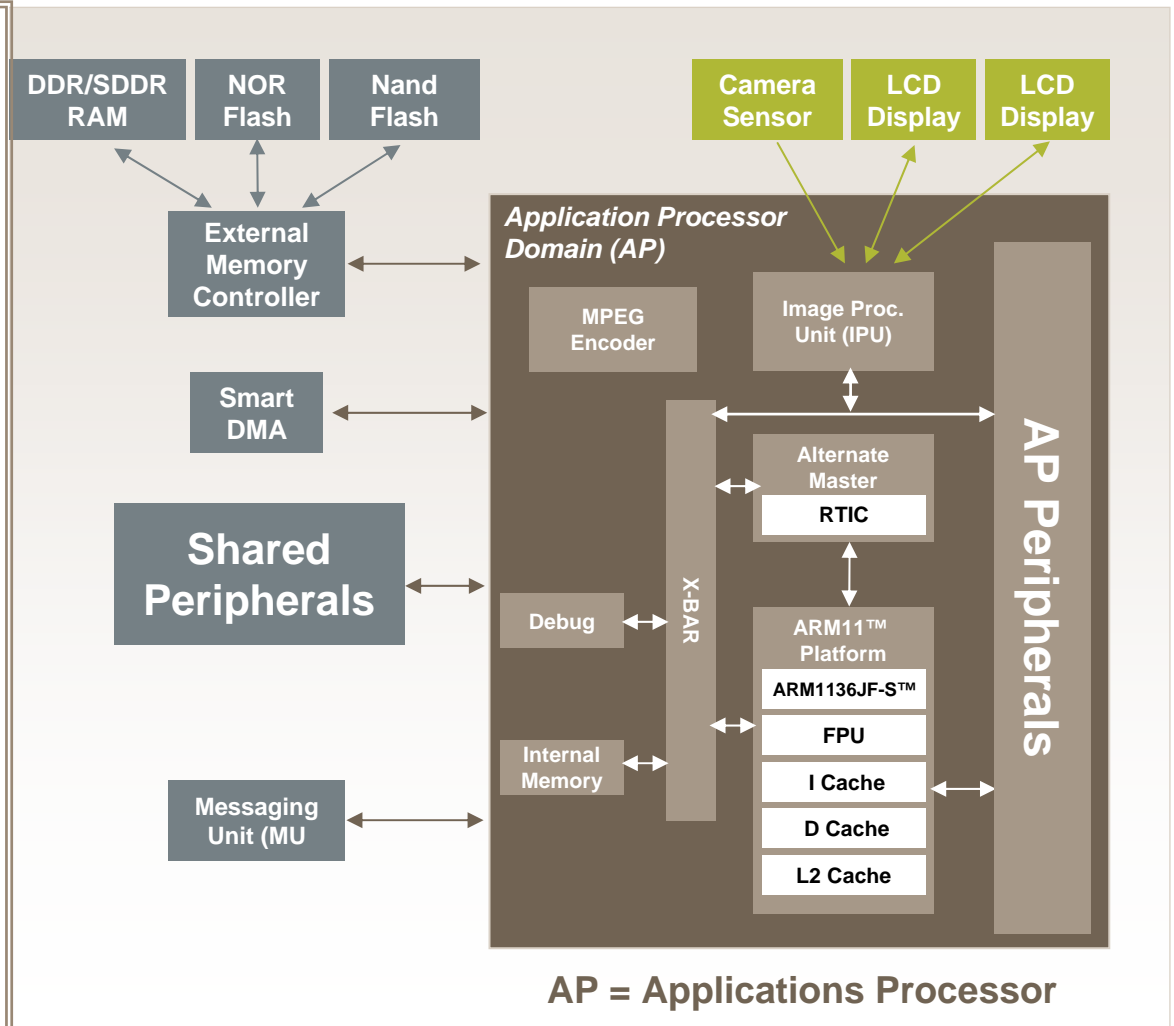 DDR/SDDR
RAM
NOR
Flash
Nand
Flash
Camera
Sensor
LCD
Display
LCD
Display
External
Memory
Controller
Application Processor
Domain (AP)
MPEG
Encoder
Image Proc.
Unit (IPU)
Smart
DMA
Alternate
Master
RTIC
Shared
Peripherals
X-BAR
AP Peripherals
Debug
ARM11™
Platform
ARM1136JF-S™
FPU
I Cache
D Cache
L2 Cache
Internal
Memory
Messaging
Unit (MU
AP = Applications Processor